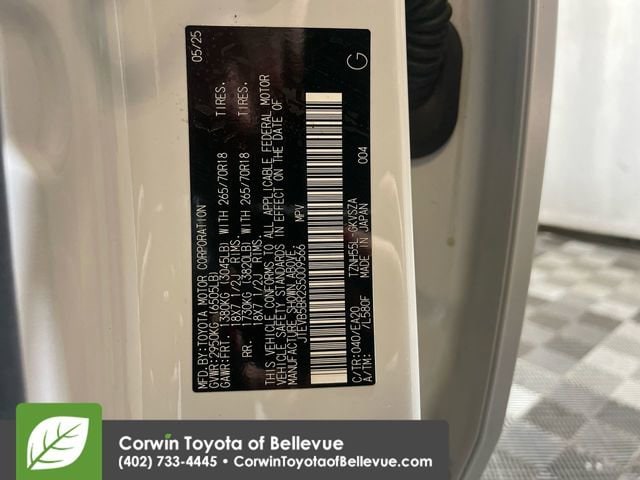 MFD.BY:TOYOTA MOTOR CORPORATION 05/25
GVWR:2950KG (6505LB)
GAWR:FRT. 1380KG (3045LB) WITH 265/70R18 TIRES.
18X7 1/2J RIMS.
RR. 1730KG (3820LB) WITH 265/70R18 TIRES.
18X7 1/2J RIMS.
THIS VEHICLE CONFORMS TO ALL APPLICABLE FEDERAL MOTOR
VEHICLE SAFETY STANDARDS IN EFFECT ON THE DATE OF
MANUFACTURE SHOWN ABOVE.
MPV G
C/TR:040/EA20 TZNH55L-GKVSZA
A/TM: /L580F MADE IN JAPAN 004
Corwin Toyota of Bellevue
(402) 733-4445 • CorwinToyotaofBellevue.com